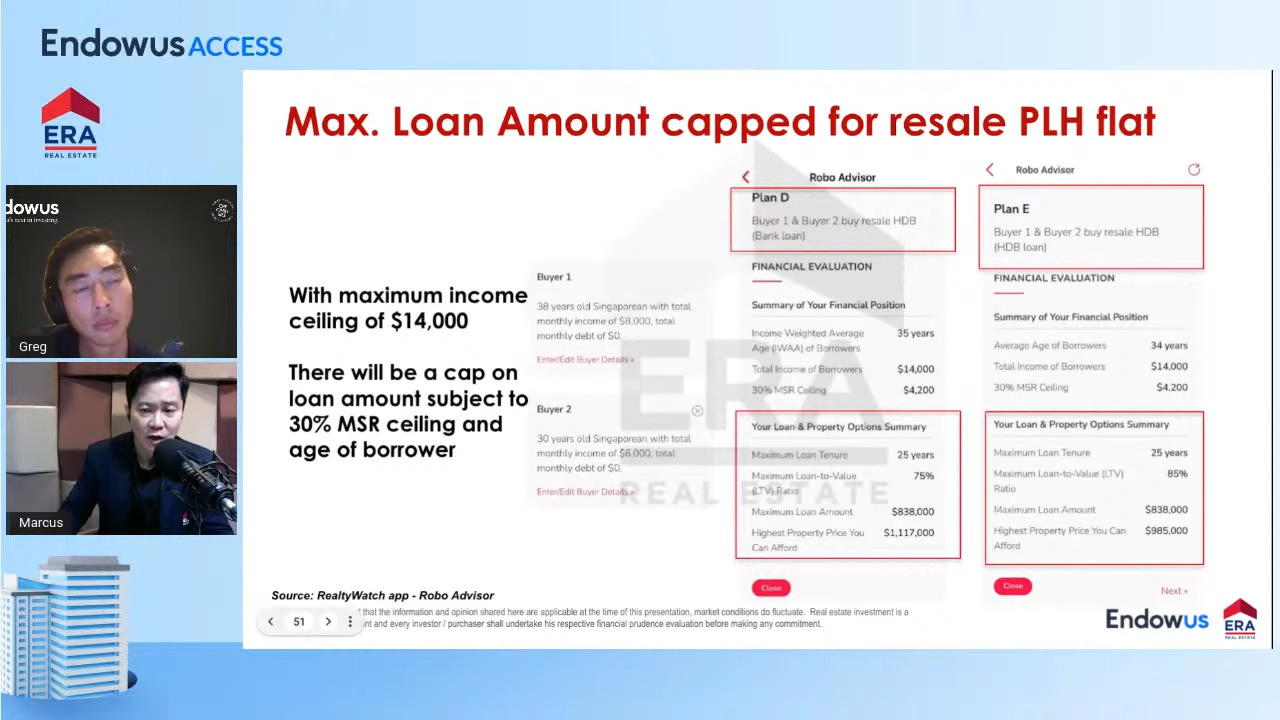 Endowus ACCESS
ERA
REAL ESTATE
dowus
Greg
Marcus
Max. Loan Amount capped for resale PLH flat
With maximum income
ceiling of $14,000
There will be a cap on
loan amount subject to
30% MSR ceiling and
age of borrower
Buyer 1
38 years old Singaporean with total
monthly income of $8,000, total
monthly debt of $0.
Enter/Edit Buyer Details »
Buyer 2
30 years old Singaporean with total
monthly income of $6,000, total
monthly debt of $0.
Enter/Edit Buyer Details »
Robo Advisor
Plan D
Buyer 1 & Buyer 2 buy resale HDB
(Bank loan)
FINANCIAL EVALUATION
Summary of Your Financial Position
Income Weighted Average 35 years
Age (IWAA) of Borrowers
Total Income of Borrowers $14,000
30% MSR Ceiling $4,200
Your Loan & Property Options Summary
Maximum Loan Tenure 25 years
Maximum Loan-to-Value 75%
(LTV) Ratio
Maximum Loan Amount $838,000
Highest Property Price You $1,117,000
Can Afford
Close
Robo Advisor
Plan E
Buyer 1 & Buyer 2 buy resale HDB
(HDB loan)
FINANCIAL EVALUATION
Summary of Your Financial Position
Average Age of Borrowers 34 years
Total Income of Borrowers $14,000
30% MSR Ceiling $4,200
Your Loan & Property Options Summary
Maximum Loan Tenure 25 years
Maximum Loan-to-Value (LTV) 85%
Ratio
Maximum Loan Amount $838,000
Highest Property Price You Can $985,000
Afford
Close
Next »
ERA
REAL ESTATE
Source: RealtyWatch app - Robo Advisor
51
that the information and opinion shared here are applicable at the time of this presentation, market conditions do fluctuate. Real estate investment is a
and every investor / purchaser shall undertake his respective financial prudence evaluation before making any commitment.
Endowus
ERA
REAL ESTATE